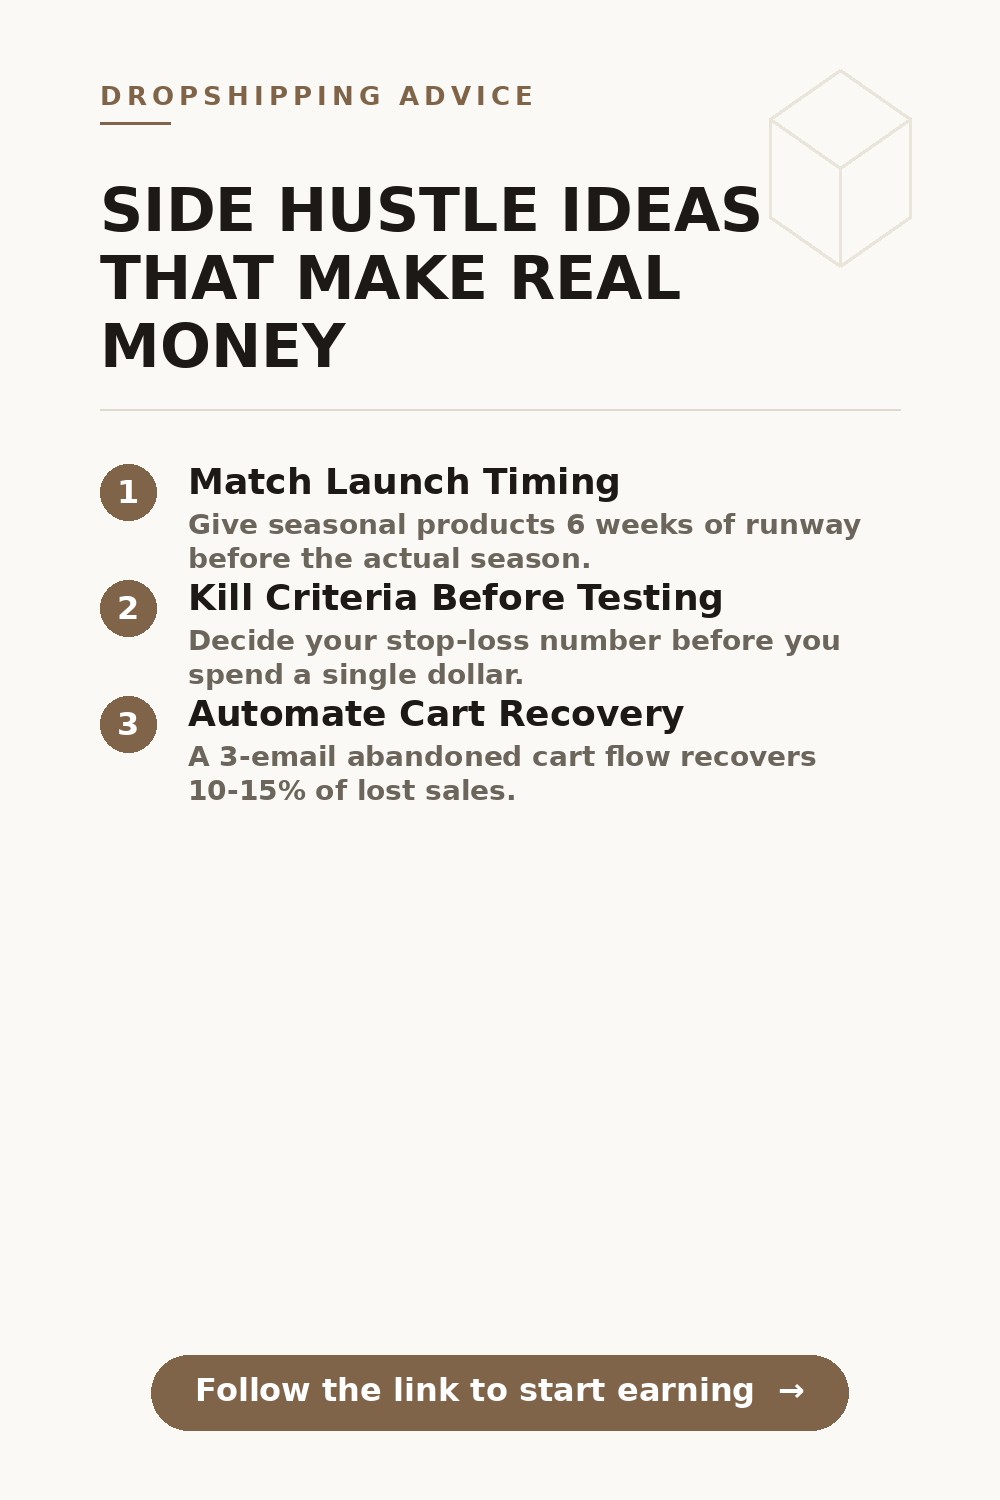 DROPSHIPPING ADVICE
SIDE HUSTLE IDEAS
THAT MAKE REAL
MONEY
1 Match Launch Timing
Give seasonal products 6 weeks of runway
before the actual season.
2 Kill Criteria Before Testing
Decide your stop-loss number before you
spend a single dollar.
3 Automate Cart Recovery
A 3-email abandoned cart flow recovers
10-15% of lost sales.
Follow the link to start earning →